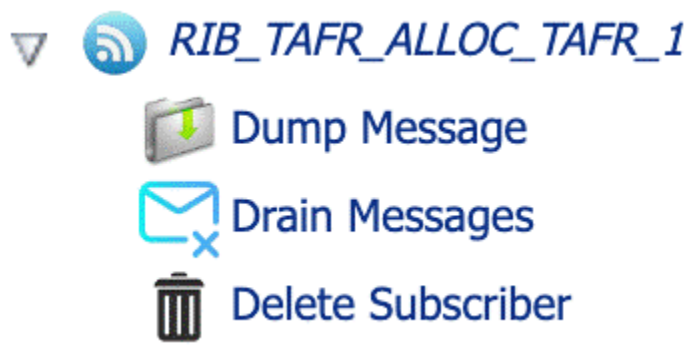 RIB_TAFR_ALLOC_TAFR_1
Dump Message
Drain Messages
Delete Subscriber